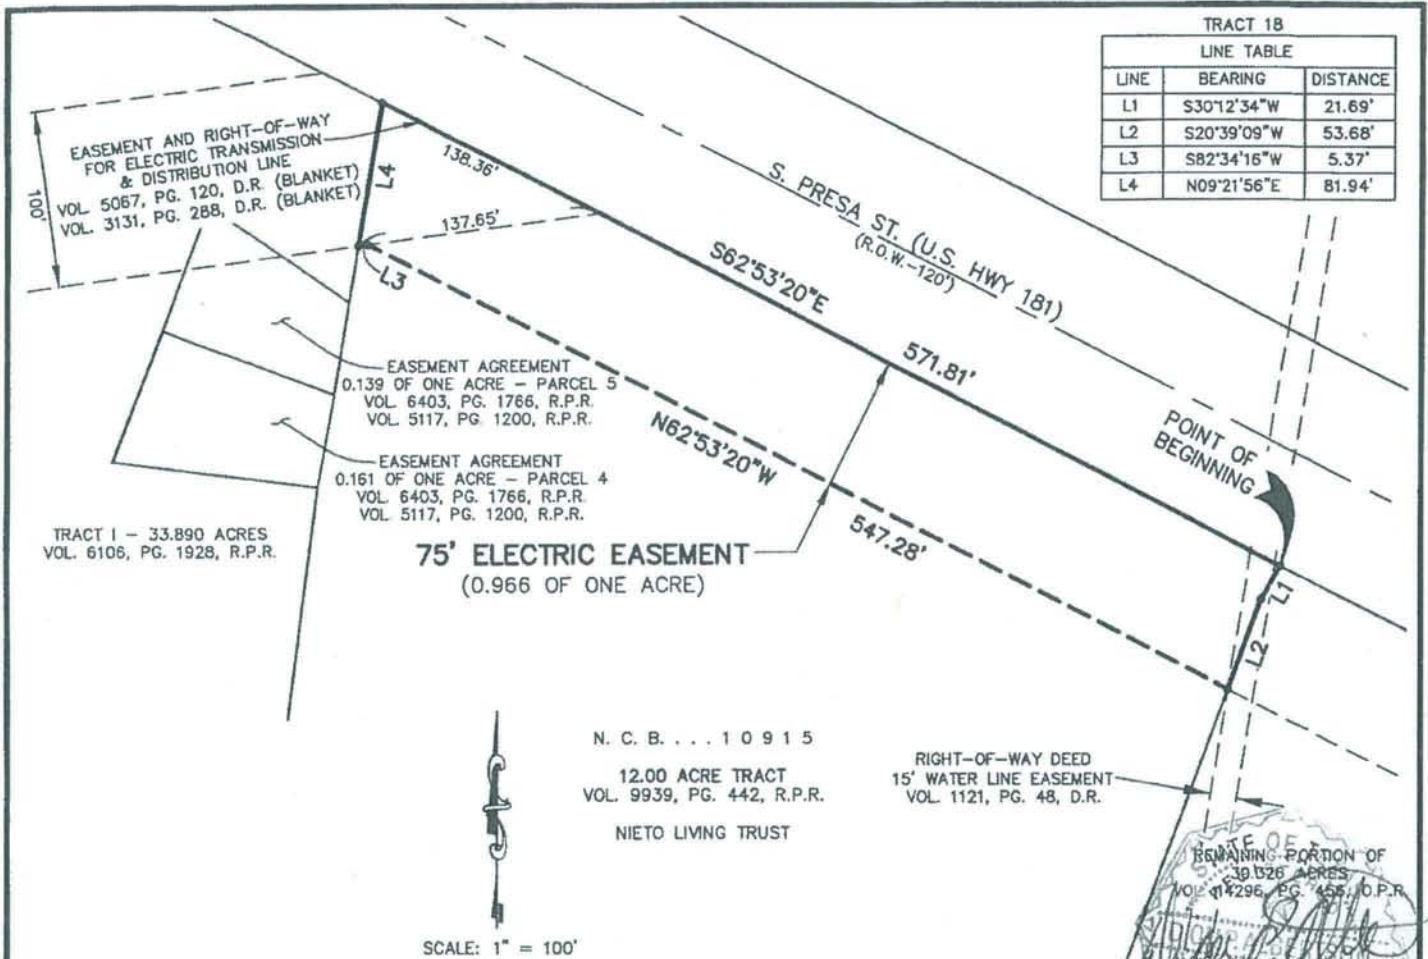 TRACT 18
LINE TABLE
LINE BEARING DISTANCE
L1 S30°12'34"W 21.69'
L2 S20°39'09"W 53.68'
L3 S82°34'16"W 5.37'
L4 N09°21'56"E 81.94'
EASEMENT AND RIGHT-OF-WAY
FOR ELECTRIC TRANSMISSION
& DISTRIBUTION LINE
VOL. 5067, PG. 120, D.R. (BLANKET)
VOL. 3131, PG. 288, D.R. (BLANKET)
100'
L4
138.36'
137.65'
L3
S. PRESA ST. (U.S. HWY 181)
(R.O.W.-120')
S62°53'20"E
571.81'
EASEMENT AGREEMENT
0.139 OF ONE ACRE - PARCEL 5
VOL. 6403, PG. 1766, R.P.R.
VOL. 5117, PG. 1200, R.P.R.
N62°53'20"W
547.28'
POINT OF
BEGINNING
EASEMENT AGREEMENT
0.161 OF ONE ACRE - PARCEL 4
VOL. 6403, PG. 1766, R.P.R.
VOL. 5117, PG. 1200, R.P.R.
TRACT I - 33.890 ACRES
VOL. 6106, PG. 1928, R.P.R.
75' ELECTRIC EASEMENT
(0.966 OF ONE ACRE)
L1
L2
N. C. B. . . . 1 0 9 1 5
12.00 ACRE TRACT
VOL. 9939, PG. 442, R.P.R.
NIETO LIVING TRUST
RIGHT-OF-WAY DEED
15' WATER LINE EASEMENT
VOL. 1121, PG. 48, D.R.
STATE OF
REMAINING PORTION OF
ACRES
VOL. 14296, PG. 456, O.P.R.
SCALE: 1" = 100'